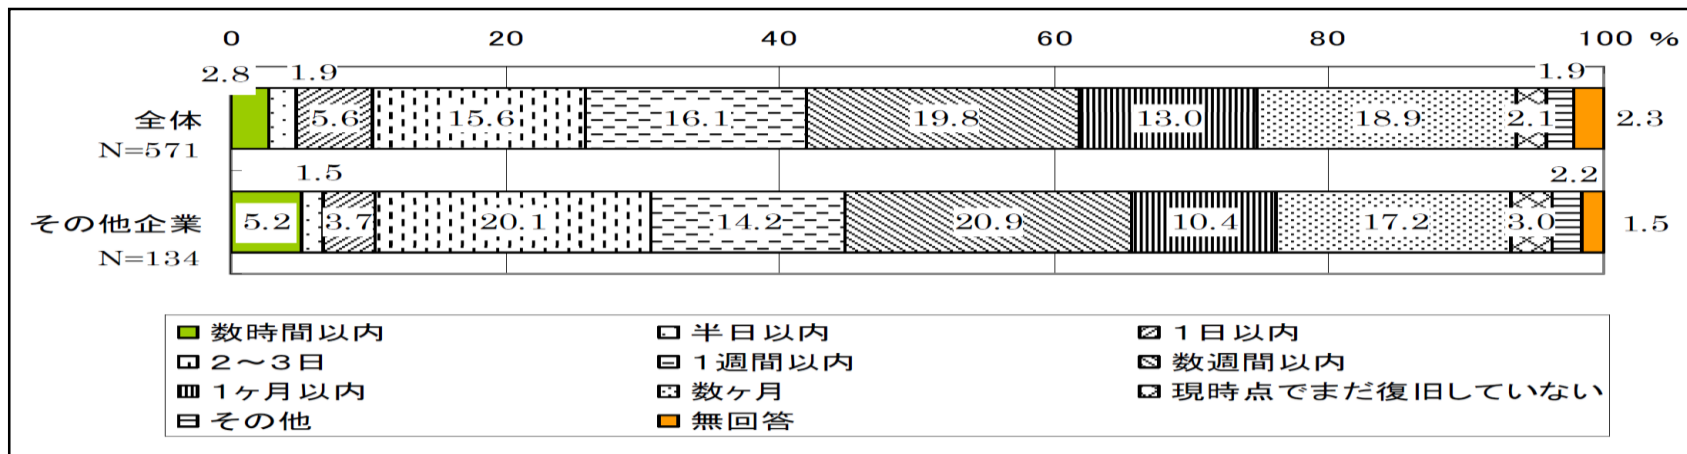 0 20 40 60 80 100 %
2.8 1.9 1.9
全体 5.6 15.6 16.1 19.8 13.0 18.9 2.1 2.3
N=571
1.5 2.2
その他企業 5.2 3.7 20.1 14.2 20.9 10.4 17.2 3.0 1.5
N=134
数時間以内 半日以内 1日以内
2～3日 1週間以内 数週間以内
1ヶ月以内 数ヶ月 現時点でまだ復旧していない
その他 無回答